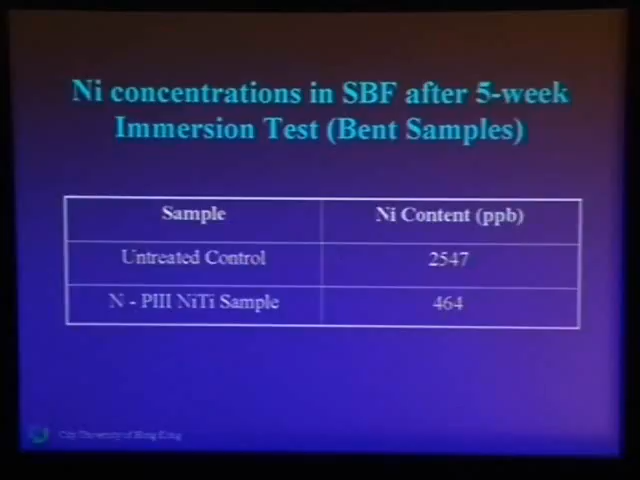 Ni concentrations in SBF after 5-week
Immersion Test (Bent Samples)
Sample
Ni Content (ppb)
Untreated Control
2547
N - PIII NiTi Sample
464
City University of Hong Kong